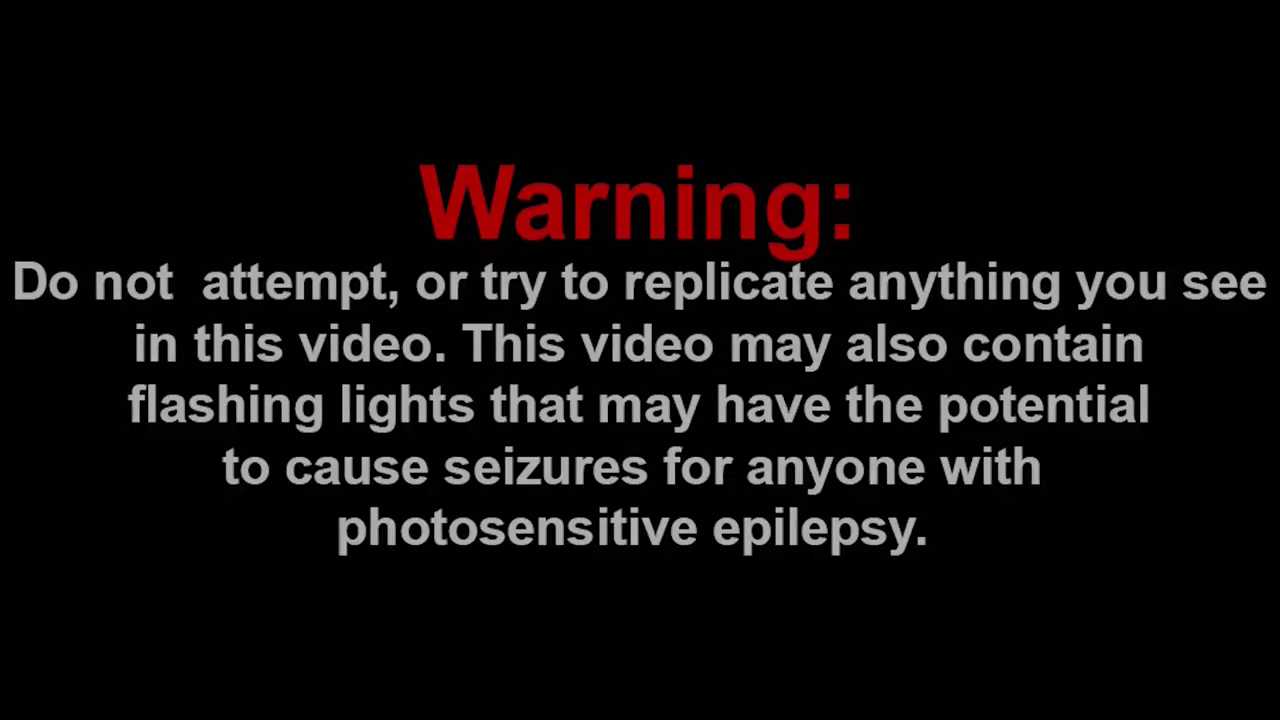 Warning:
Do not  attempt, or try to replicate anything you see
in this video. This video may also contain
flashing lights that may have the potential
to cause seizures for anyone with
photosensitive epilepsy.